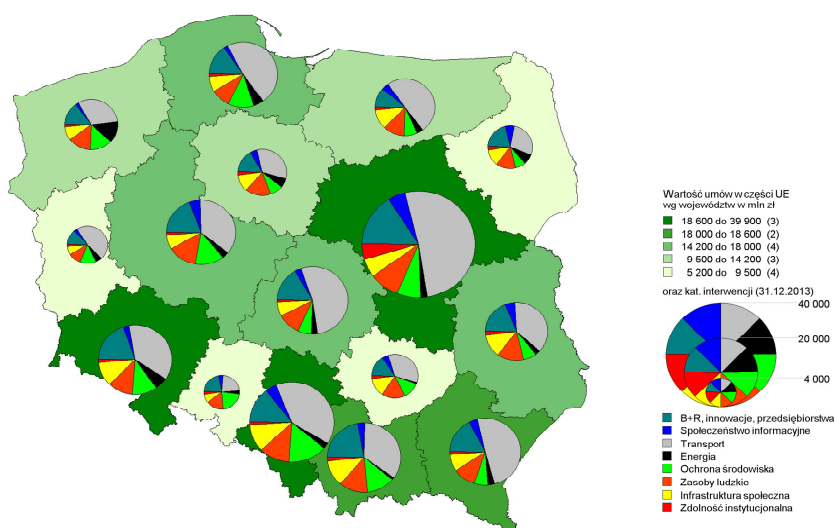 Wartość umów w części UE
wg województw w mln zł
18 600 do 39 900 (3)
18 000 do 18 600 (2)
14 200 do 18 000 (4)
9 500 do 14 200 (3)
5 200 do 9 500 (4)
oraz kat. interwencji (31.12.2013)
40 000
20 000
4 000
B+R, innowacje, przedsiębiorstwa
Społeczeństwo informacyjne
Transport
Energia
Ochrona środowiska
Zasoby ludzkie
Infrastruktura społeczna
Zdolność instytucjonalna